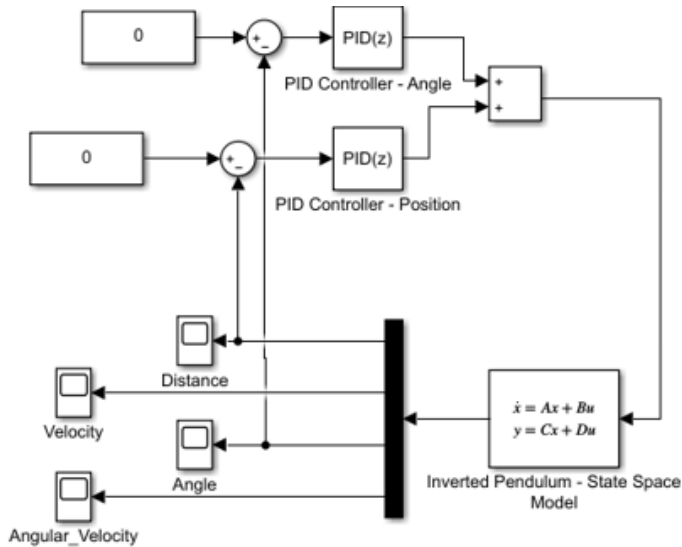 0
+
−
PID(z)
PID Controller - Angle
+
+
0
+
−
PID(z)
PID Controller - Position
Distance
Velocity
Angle
Angular_Velocity
ẋ = Ax + Bu
y = Cx + Du
Inverted Pendulum - State Space
Model